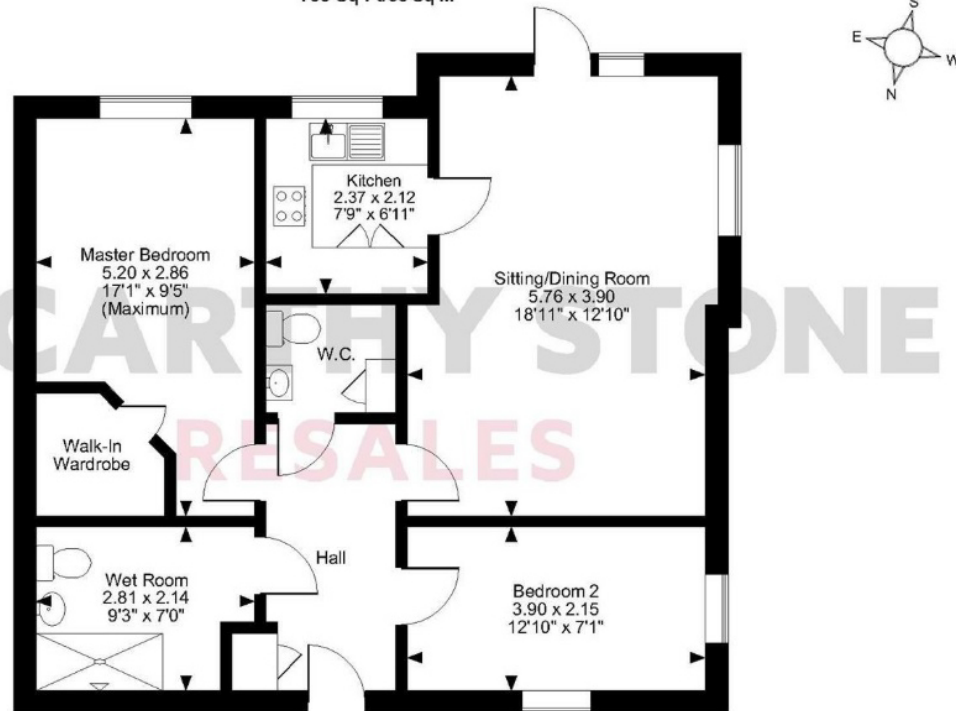 S
E
W
N
Kitchen
2.37 x 2.12
7'9" x 6'11"
Master Bedroom
5.20 x 2.86
17'1" x 9'5"
(Maximum)
Sitting/Dining Room
5.76 x 3.90
18'11" x 12'10"
CARTHY STONE
W.C.
RESALES
Walk-In
Wardrobe
Hall
Wet Room
2.81 x 2.14
9'3" x 7'0"
Bedroom 2
3.90 x 2.15
12'10" x 7'1"